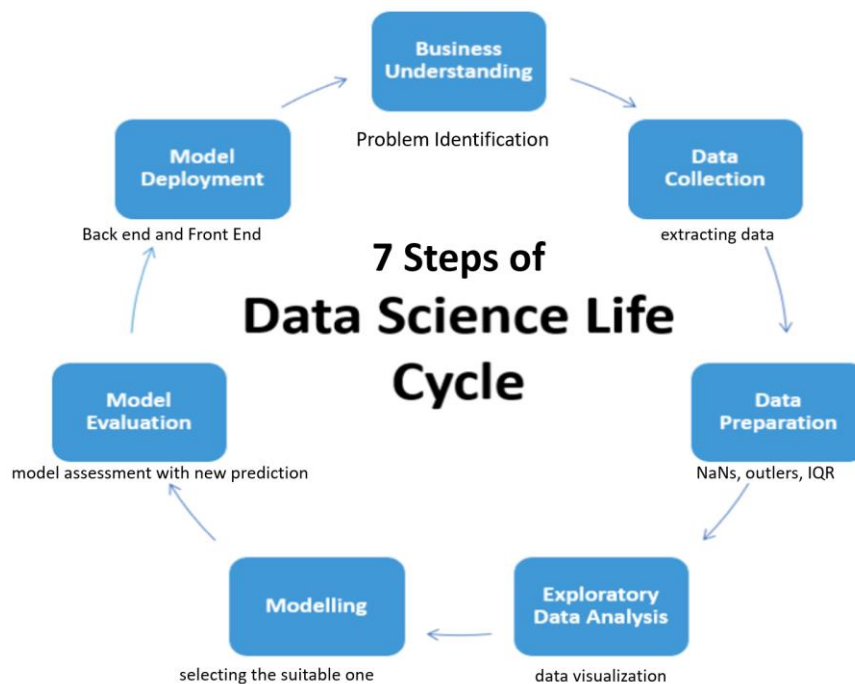 Business
Understanding
Problem Identification
Data
Collection
extracting data
Data
Preparation
NaNs, outlers, IQR
Exploratory
Data Analysis
data visualization
Modelling
selecting the suitable one
Model
Evaluation
model assessment with new prediction
Model
Deployment
Back end and Front End
7 Steps of
Data Science Life
Cycle